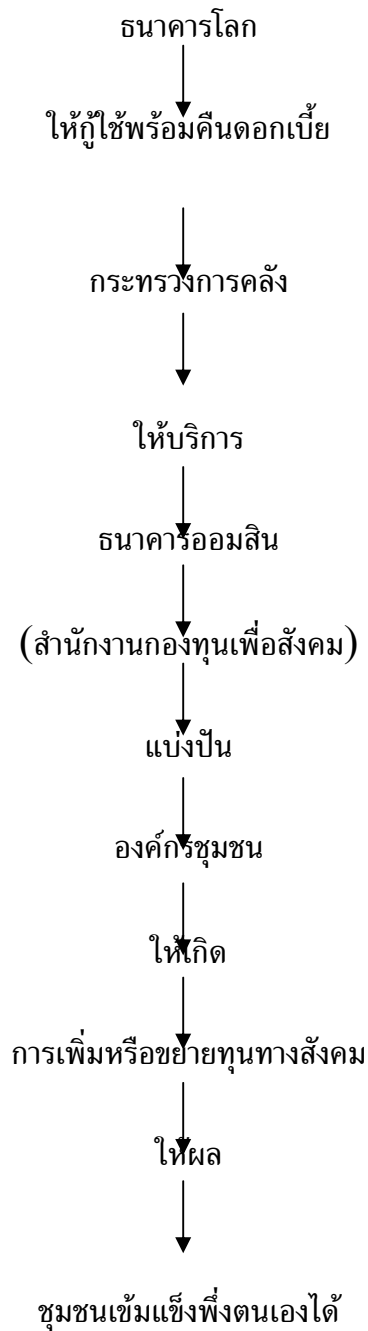 ธนาคารโลก
ให้กู้ใช้พร้อมคืนดอกเบี้ย
กระทรวงการคลัง
ให้บริการ
ธนาคารออมสิน
(สำนักงานกองทุนเพื่อสังคม)
แบ่งปัน
องค์กรชุมชน
ให้เกิด
การเพิ่มหรือขยายทุนทางสังคม
ให้ผล
ชุมชนเข้มแข็งพึ่งตนเองได้